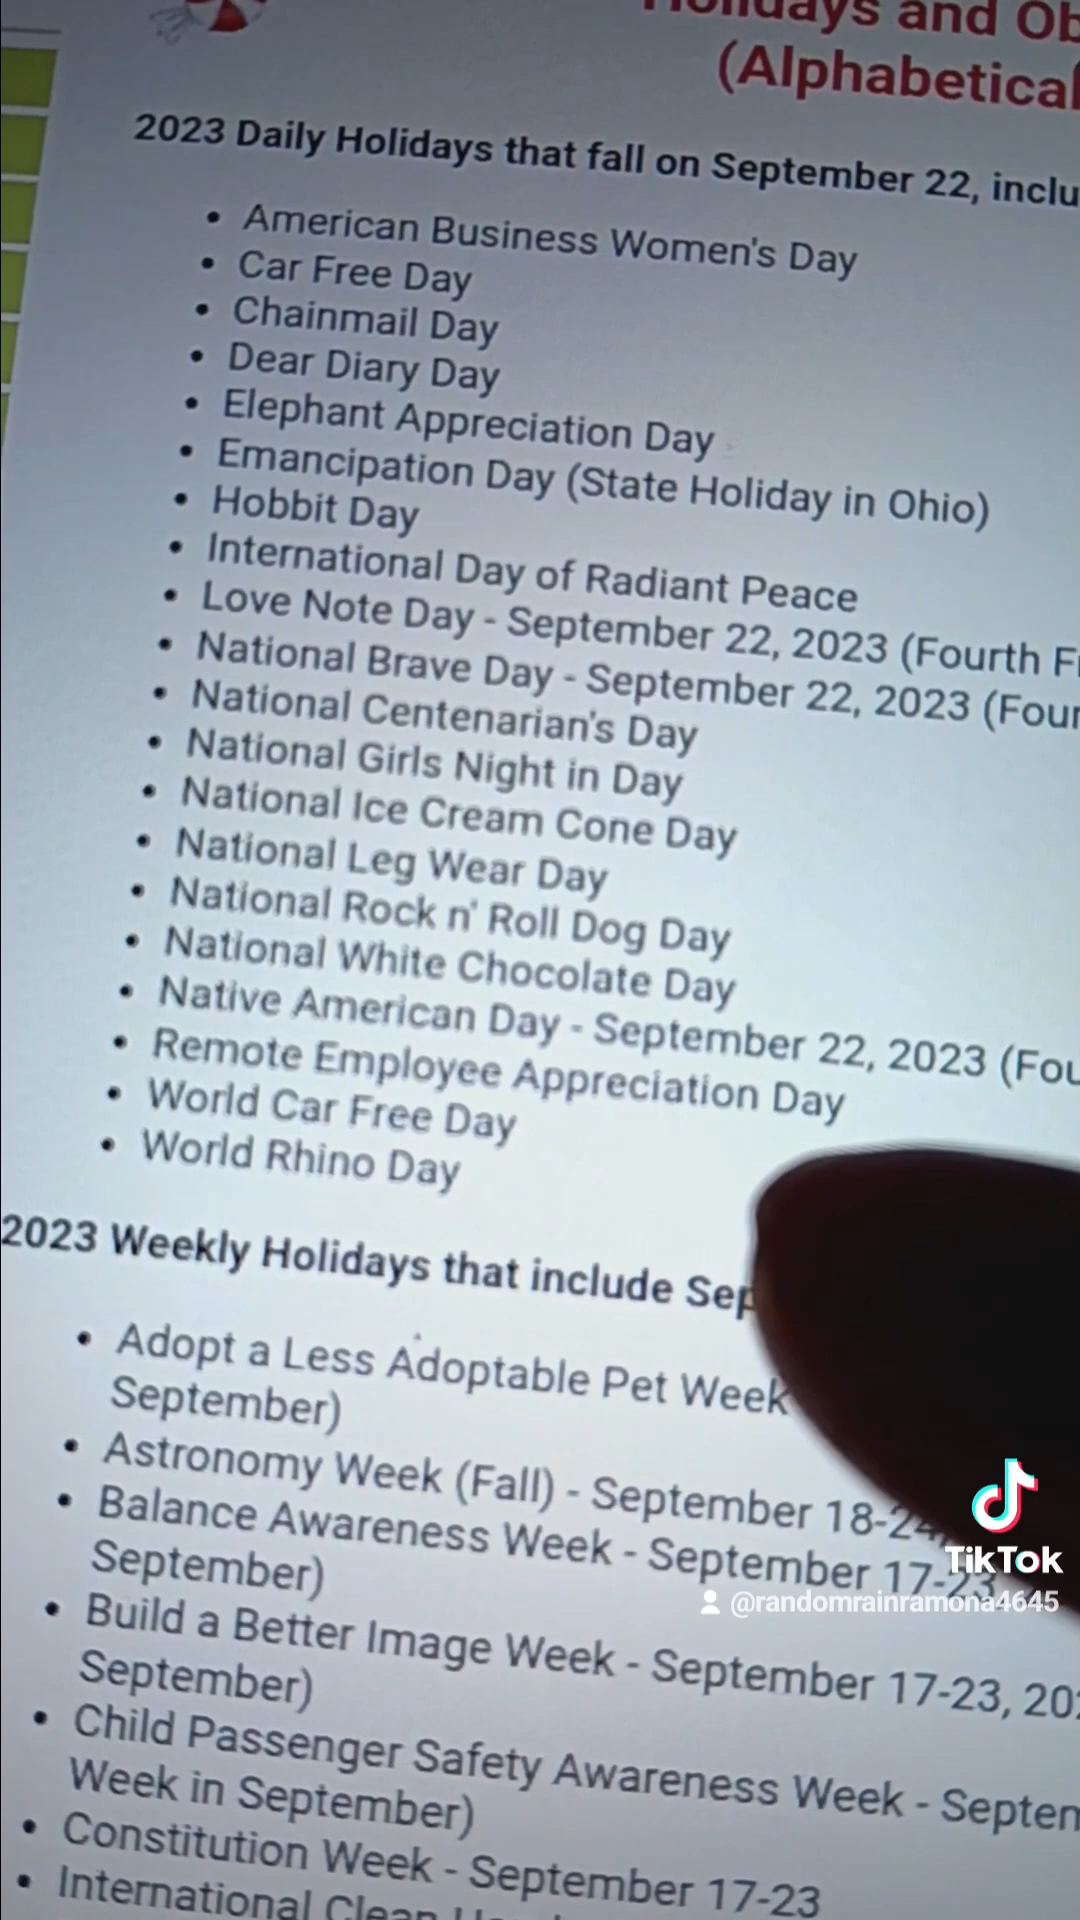 and Ob
(Alphabetical
2023 Daily Holidays that fall on September 22, inclu
• American Business Women's Day
• Car Free Day
• Chainmail Day
• Dear Diary Day
• Elephant Appreciation Day
• Emancipation Day (State Holiday in Ohio)
• Hobbit Day
• International Day of Radiant Peace
• Love Note Day - September 22, 2023 (Fourth F
• National Brave Day - September 22, 2023 (Four
• National Centenarian's Day
• National Girls Night in Day
• National Ice Cream Cone Day
• National Leg Wear Day
• National Rock n' Roll Dog Day
• National White Chocolate Day
• Native American Day - September 22, 2023 (Fou
• Remote Employee Appreciation Day
• World Car Free Day
• World Rhino Day
2023 Weekly Holidays that include Sep
• Adopt a Less Adoptable Pet Week
September)
• Astronomy Week (Fall) - September 18-24,
• Balance Awareness Week - September 17-23
September)
TikTok
@randomrainramona4645
• Build a Better Image Week - September 17-23, 202
September)
• Child Passenger Safety Awareness Week - Septem
Week in September)
• Constitution Week - September 17-23
• International Clean